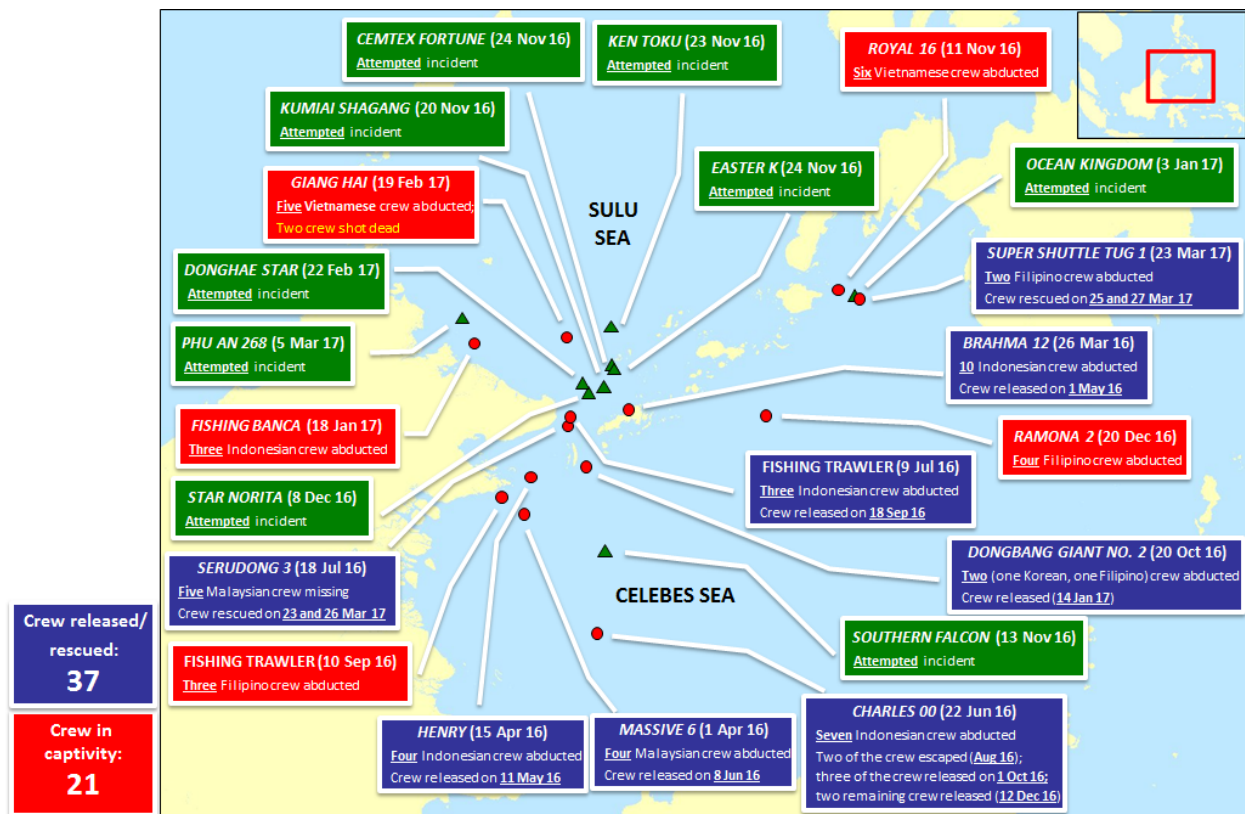 CEMTEX FORTUNE (24 Nov 16)
Attempted incident
KEN TOKU (23 Nov 16)
Attempted incident
ROYAL 16 (11 Nov 16)
Six Vietnamese crew abducted
KUMIAI SHAGANG (20 Nov 16)
Attempted incident
EASTER K (24 Nov 16)
Attempted incident
OCEAN KINGDOM (3 Jan 17)
Attempted incident
GIANG HAI (19 Feb 17)
Five Vietnamese crew abducted;
Two crew shot dead
SULU
SEA
DONGHAE STAR (22 Feb 17)
Attempted incident
SUPER SHUTTLE TUG 1 (23 Mar 17)
Two Filipino crew abducted
Crew rescued on 25 and 27 Mar 17
PHU AN 268 (5 Mar 17)
Attempted incident
BRAHMA 12 (26 Mar 16)
10 Indonesian crew abducted
Crew released on 1 May 16
FISHING BANCA (18 Jan 17)
Three Indonesian crew abducted
RAMONA 2 (20 Dec 16)
Four Filipino crew abducted
FISHING TRAWLER (9 Jul 16)
Three Indonesian crew abducted
Crew released on 18 Sep 16
STAR NORITA (8 Dec 16)
Attempted incident
DONGBANG GIANT NO. 2 (20 Oct 16)
Two (one Korean, one Filipino) crew abducted
Crew released (14 Jan 17)
SERUDONG 3 (18 Jul 16)
Five Malaysian crew missing
Crew rescued on 23 and 26 Mar 17
CELEBES SEA
SOUTHERN FALCON (13 Nov 16)
Attempted incident
Crew released/
rescued:
37
FISHING TRAWLER (10 Sep 16)
Three Filipino crew abducted
Crew in
captivity:
21
HENRY (15 Apr 16)
Four Indonesian crew abducted
Crew released on 11 May 16
MASSIVE 6 (1 Apr 16)
Four Malaysian crew abducted
Crew released on 8 Jun 16
CHARLES 00 (22 Jun 16)
Seven Indonesian crew abducted
Two of the crew escaped (Aug 16);
three of the crew released on 1 Oct 16;
two remaining crew released (12 Dec 16)